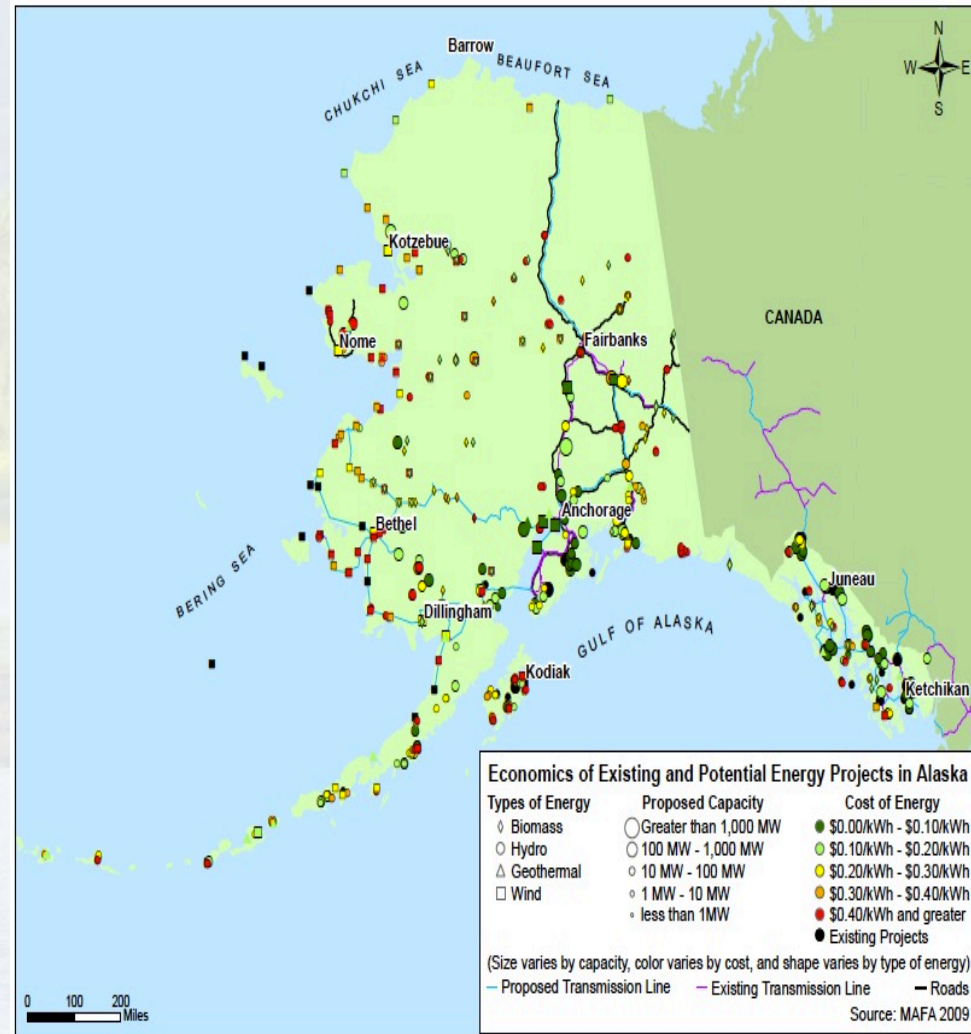 Barrow
CHUKCHI SEA
BEAUFORT SEA
N
W E
S
Kotzebue
CANADA
Nome
Fairbanks
Anchorage
Bethel
BERING SEA
Juneau
Dillingham
GULF OF ALASKA
Kodiak
Ketchikan
Economics of Existing and Potential Energy Projects in Alaska
Types of Energy
Biomass
Hydro
Geothermal
Wind
Proposed Capacity
Greater than 1,000 MW
100 MW - 1,000 MW
10 MW - 100 MW
1 MW - 10 MW
less than 1MW
Cost of Energy
$0.00/kWh - $0.10/kWh
$0.10/kWh - $0.20/kWh
$0.20/kWh - $0.30/kWh
$0.30/kWh - $0.40/kWh
$0.40/kWh and greater
Existing Projects
(Size varies by capacity, color varies by cost, and shape varies by type of energy)
Proposed Transmission Line Existing Transmission Line Roads
Source: MAFA 2009
0 100 200
Miles